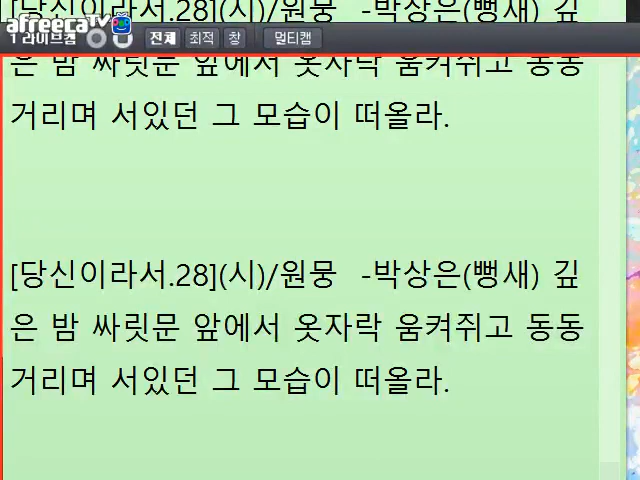 [당신이라서.28](시)/원뭉  -박상은(뻥새) 깊
afreecaTV
1 라이브캠 전체 최적 창 멀티캠
은 밤 싸릿문 앞에서 옷자락 움켜쥐고 동동
거리며 서있던 그 모습이 떠올라.
[당신이라서.28](시)/원뭉  -박상은(뻥새) 깊
은 밤 싸릿문 앞에서 옷자락 움켜쥐고 동동
거리며 서있던 그 모습이 떠올라.